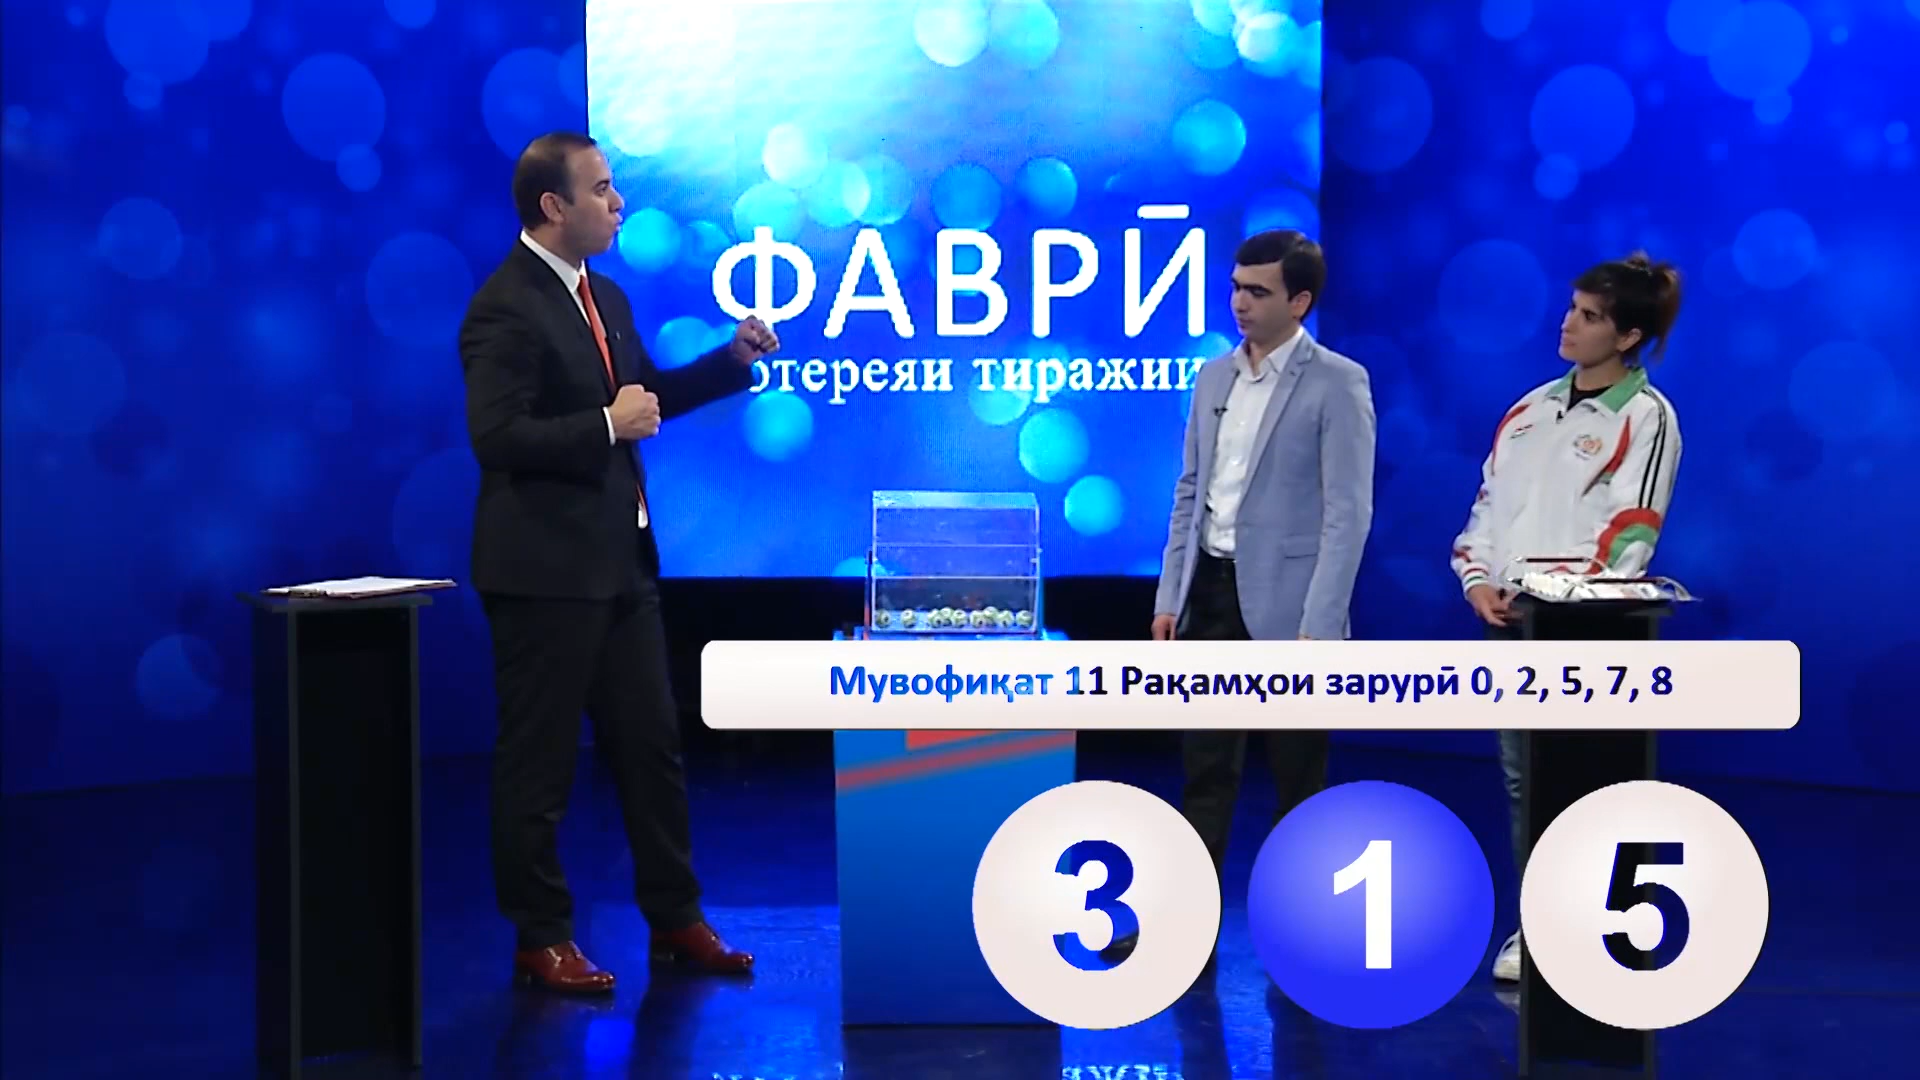 ФАВРӢ
отереяи тиражии
Мувофиқат 11 Рақамҳои зарурӣ 0, 2, 5, 7, 8
3 1 5